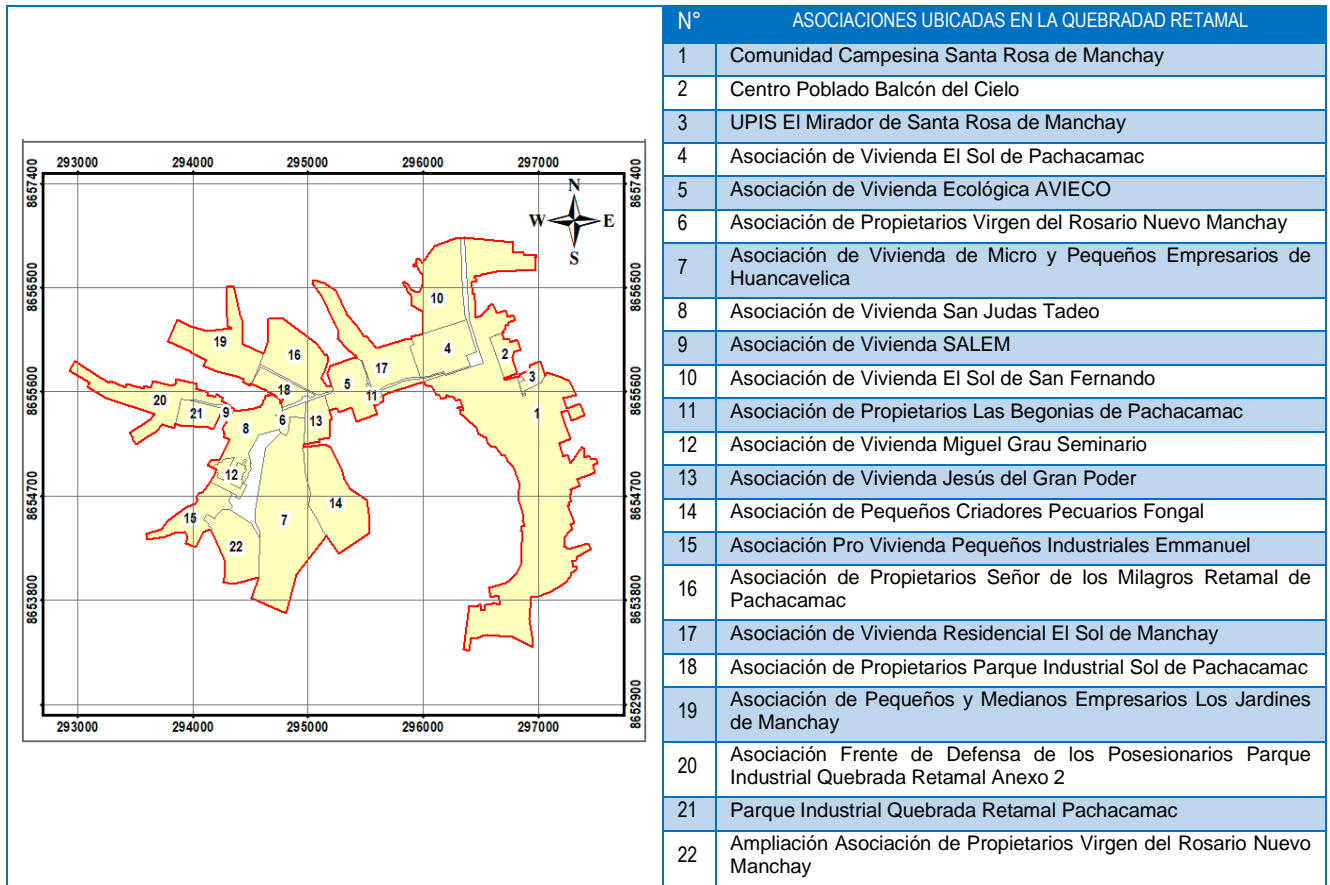 293000 294000 295000 296000 297000
8657400 8657400
N
W E
S
8656500 8656500
10
19
16
4
2
17
3
18
5
8655600 8655600
11
20
21
9
1
6
13
8
12
8654700 8654700
14
15
7
22
8653800 8653800
8652900 8652900
293000 294000 295000 296000 297000
N° ASOCIACIONES UBICADAS EN LA QUEBRADAD RETAMAL
1 Comunidad Campesina Santa Rosa de Manchay
2 Centro Poblado Balcón del Cielo
3 UPIS El Mirador de Santa Rosa de Manchay
4 Asociación de Vivienda El Sol de Pachacamac
5 Asociación de Vivienda Ecológica AVIECO
6 Asociación de Propietarios Virgen del Rosario Nuevo Manchay
7 Asociación de Vivienda de Micro y Pequeños Empresarios de
Huancavelica
8 Asociación de Vivienda San Judas Tadeo
9 Asociación de Vivienda SALEM
10 Asociación de Vivienda El Sol de San Fernando
11 Asociación de Propietarios Las Begonias de Pachacamac
12 Asociación de Vivienda Miguel Grau Seminario
13 Asociación de Vivienda Jesús del Gran Poder
14 Asociación de Pequeños Criadores Pecuarios Fongal
15 Asociación Pro Vivienda Pequeños Industriales Emmanuel
16 Asociación de Propietarios Señor de los Milagros Retamal de
Pachacamac
17 Asociación de Vivienda Residencial El Sol de Manchay
18 Asociación de Propietarios Parque Industrial Sol de Pachacamac
19 Asociación de Pequeños y Medianos Empresarios Los Jardines
de Manchay
20 Asociación Frente de Defensa de los Posesionarios Parque
Industrial Quebrada Retamal Anexo 2
21 Parque Industrial Quebrada Retamal Pachacamac
22 Ampliación Asociación de Propietarios Virgen del Rosario Nuevo
Manchay